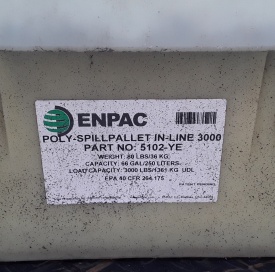 ENPAC
POLY-SPILLPALLET IN-LINE 3000
PART NO: 5102-YE
WEIGHT: 80 LBS/36 KG.
CAPACITY: 66 GAL/250 LITERS.
LOAD CAPACITY: 3000 LBS/1361 KG UDL
EPA 40 CFR 264.175